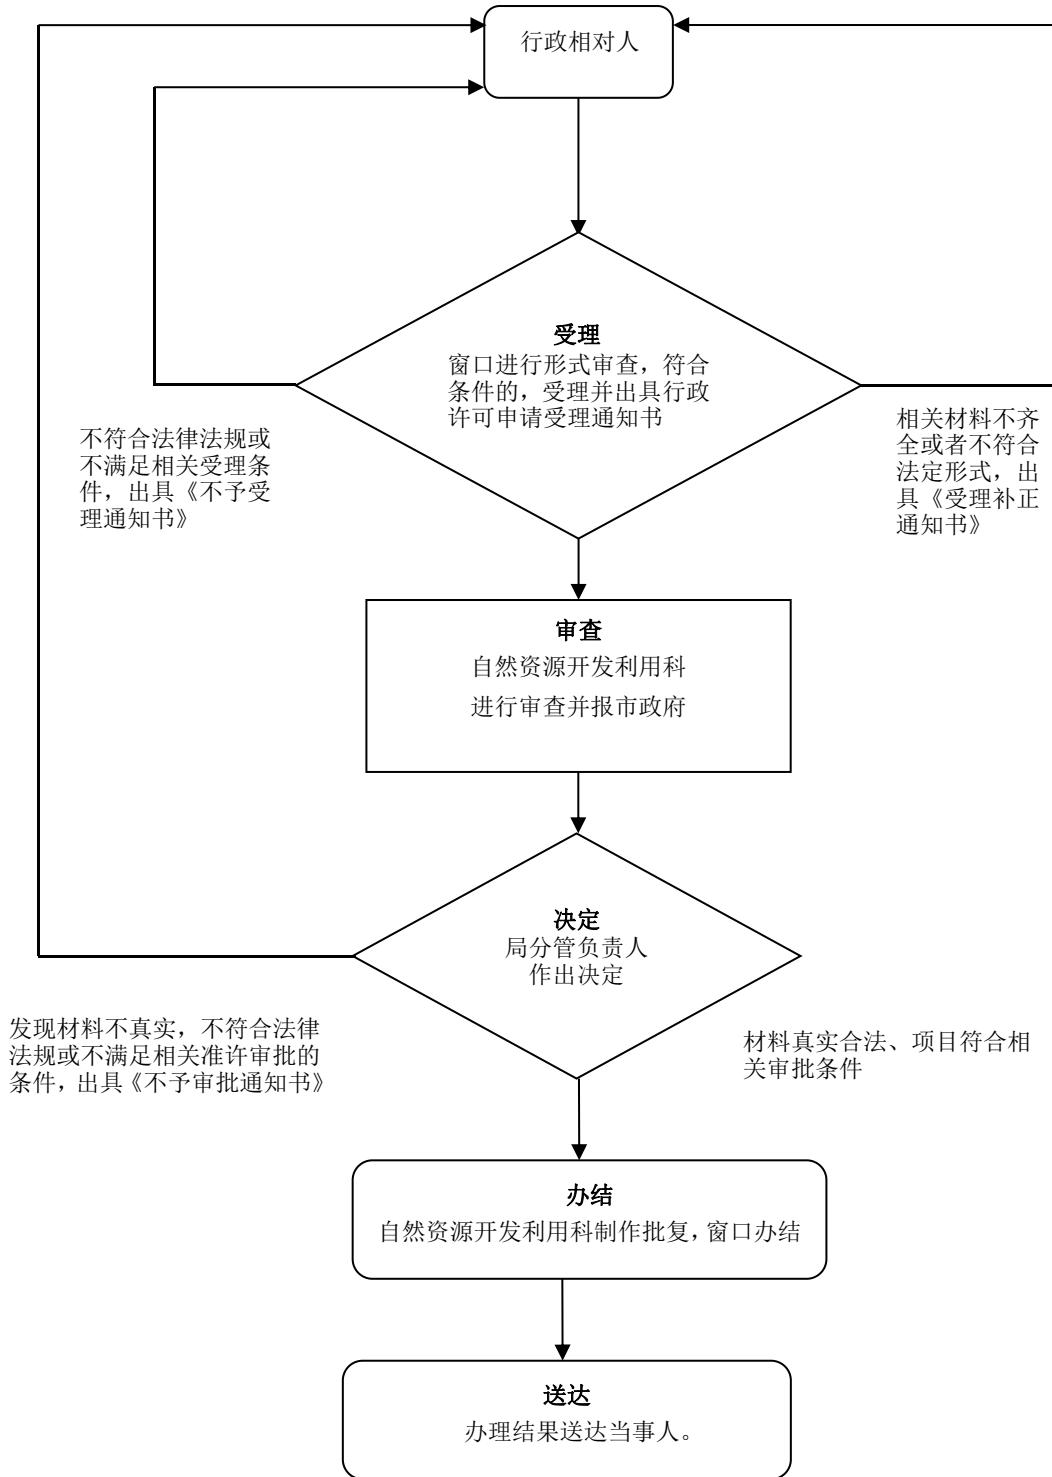 行政相对人
受理
窗口进行形式审查，符合
条件的，受理并出具行政
许可申请受理通知书
不符合法律法规或
不满足相关受理条
件，出具《不予受
理通知书》
相关材料不齐
全或者不符合
法定形式，出
具《受理补正
通知书》
审查
自然资源开发利用科
进行审查并报市政府
决定
局分管负责人
作出决定
发现材料不真实，不符合法律
法规或不满足相关准许审批的
条件，出具《不予审批通知书》
材料真实合法、项目符合相
关审批条件
办结
自然资源开发利用科制作批复，窗口办结
送达
办理结果送达当事人。